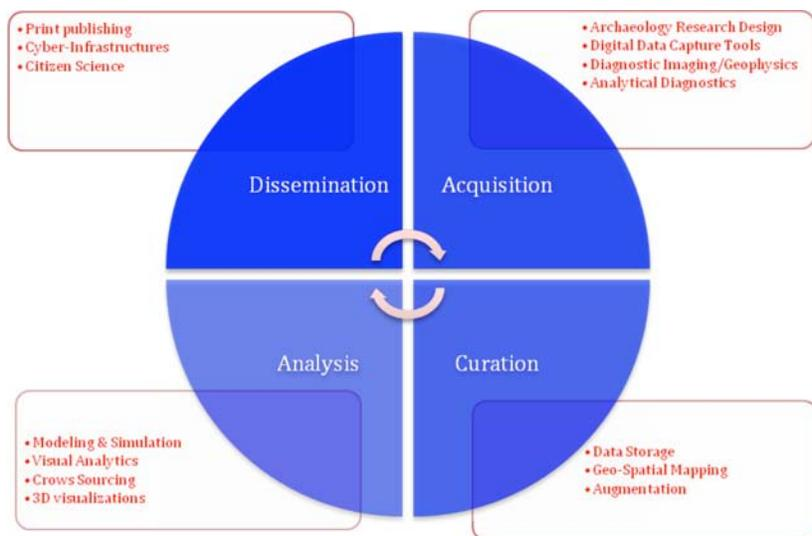 • Print publishing
• Cyber-Infrastructures
• Citizen Science
• Archaeology Research Design
• Digital Data Capture Tools
• Diagnostic Imaging/Geophysics
• Analytical Diagnostics
Dissemination
Acquisition
Analysis
Curation
• Modeling & Simulation
• Visual Analytics
• Crows Sourcing
• 3D visualizations
• Data Storage
• Geo-Spatial Mapping
• Augmentation